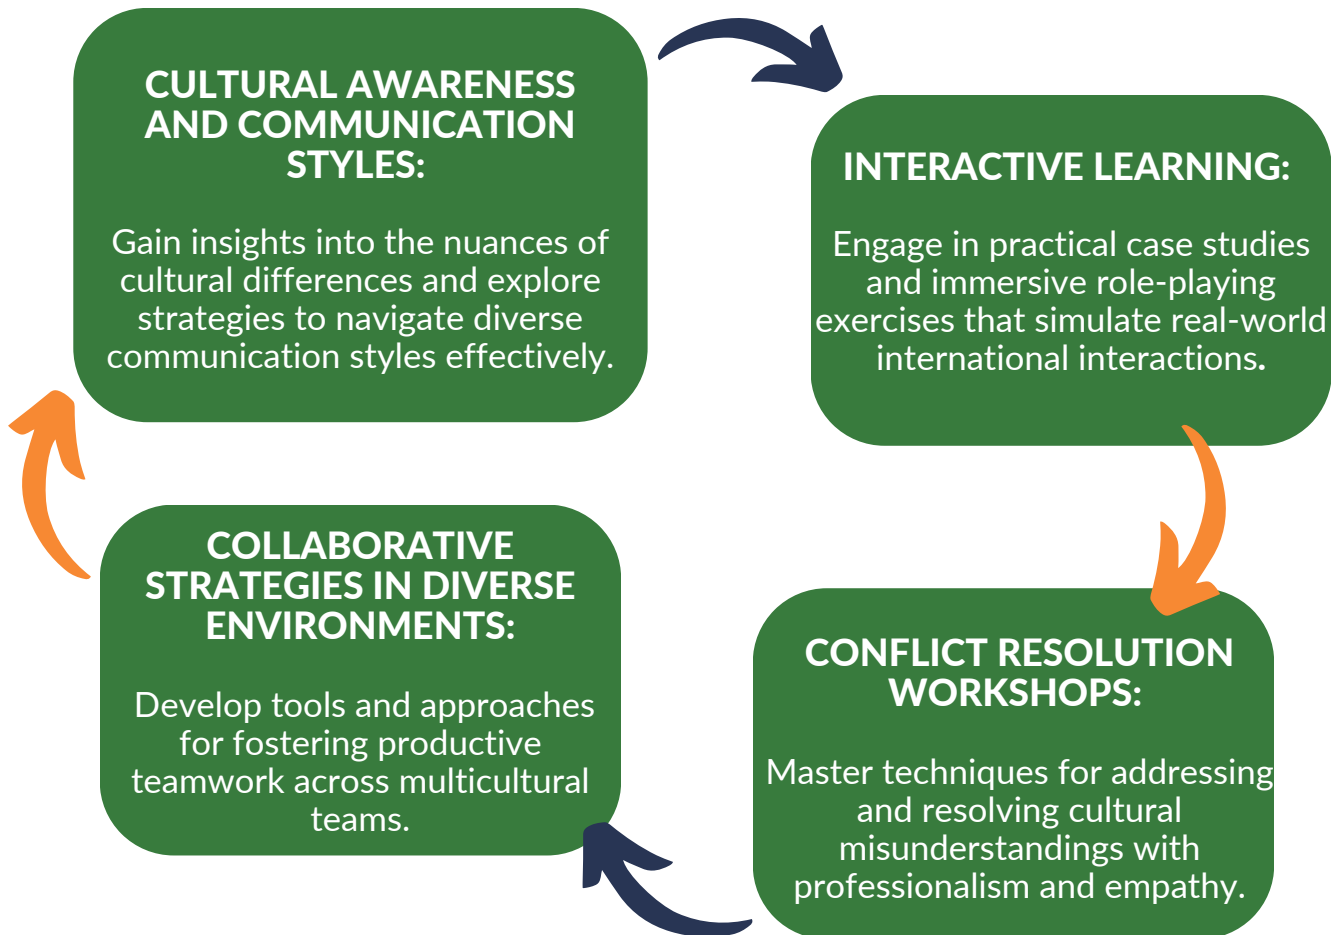 CULTURAL AWARENESS
AND COMMUNICATION
STYLES:
Gain insights into the nuances of
cultural differences and explore
strategies to navigate diverse
communication styles effectively.
INTERACTIVE LEARNING:
Engage in practical case studies
and immersive role-playing
exercises that simulate real-world
international interactions.
CONFLICT RESOLUTION
WORKSHOPS:
Master techniques for addressing
and resolving cultural
misunderstandings with
professionalism and empathy.
COLLABORATIVE
STRATEGIES IN DIVERSE
ENVIRONMENTS:
Develop tools and approaches
for fostering productive
teamwork across multicultural
teams.